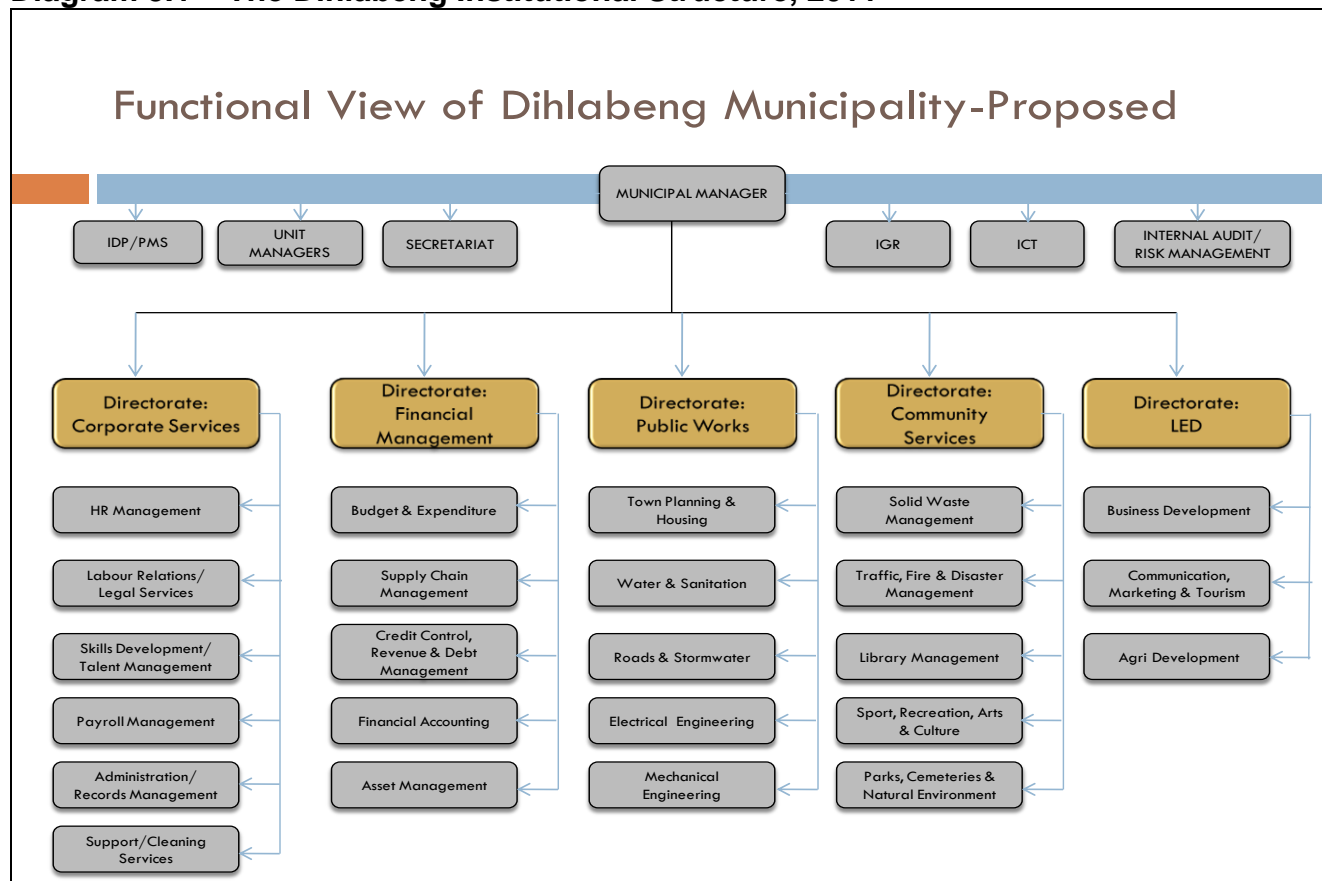 Diagram The Dihlabeng Institutional Structure,
Functional View of Dihlabeng Municipality-Proposed
MUNICIPAL MANAGER
IDP/PMS
UNIT
MANAGERS
SECRETARIAT
IGR
ICT
INTERNAL AUDIT/
RISK MANAGEMENT
Directorate:
Corporate Services
HR Management
Labour Relations/
Legal Services
Skills Development/
Talent Management
Payroll Management
Administration/
Records Management
Support/Cleaning
Services
Directorate:
Financial
Management
Budget & Expenditure
Supply Chain
Management
Credit Control,
Revenue & Debt
Management
Financial Accounting
Asset Management
Directorate:
Public Works
Town Planning &
Housing
Water & Sanitation
Roads & Stormwater
Electrical Engineering
Mechanical
Engineering
Directorate:
Community
Services
Solid Waste
Management
Traffic, Fire & Disaster
Management
Library Management
Sport, Recreation, Arts
& Culture
Parks, Cemeteries &
Natural Environment
Directorate:
LED
Business Development
Communication,
Marketing & Tourism
Agri Development